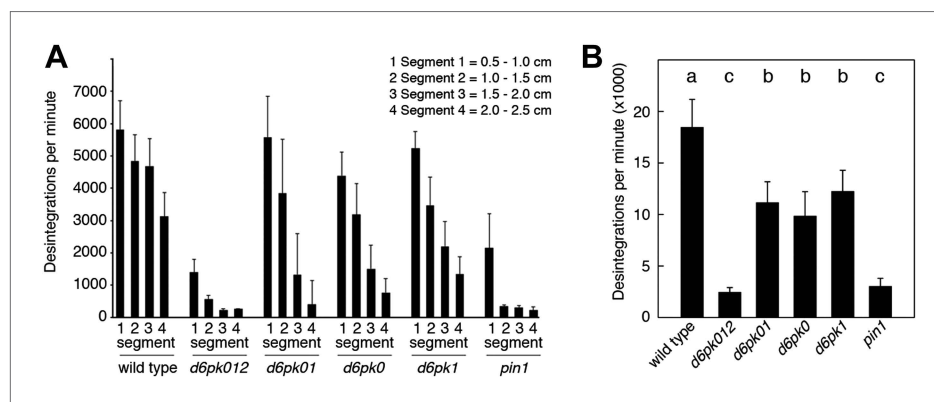 A
1 Segment 1 = 0.5 - 1.0 cm
2 Segment 2 = 1.0 - 1.5 cm
3 Segment 3 = 1.5 - 2.0 cm
4 Segment 4 = 2.0 - 2.5 cm
Desintegrations per minute
7000
6000
5000
4000
3000
2000
1000
0
1 2 3 4 1 2 3 4 1 2 3 4 1 2 3 4 1 2 3 4 1 2 3 4
segment segment segment segment segment segment
wild type d6pk012 d6pk01 d6pk0 d6pk1 pin1
B
Desintegrations per minute (x1000)
a c b b b c
20
15
10
5
0
wild type d6pk012 d6pk01 d6pk0 d6pk1 pin1